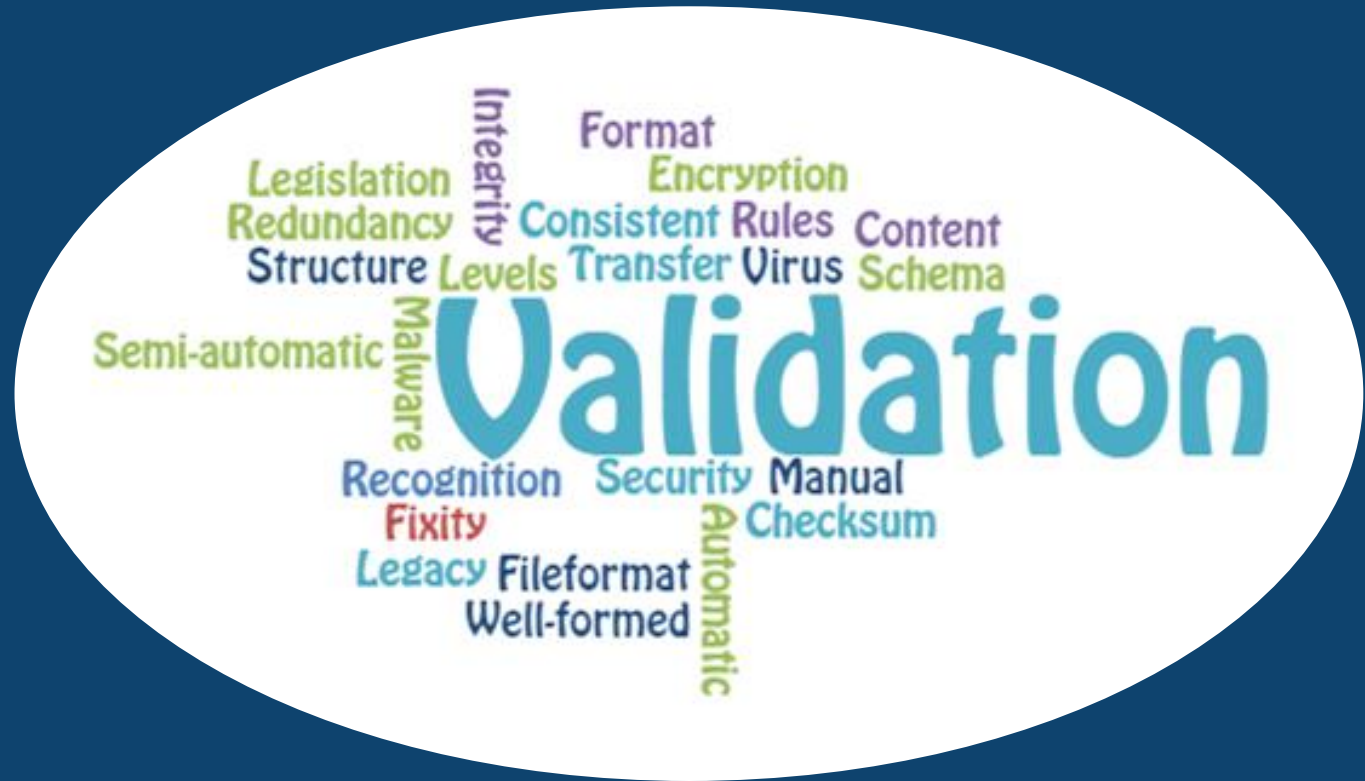 Integrity
Format
Legislation
Encryption
Redundancy
Consistent Rules Content
Structure Levels Transfer Virus Schema
Malware
Semi-automatic
Validation
Recognition Security Manual
Fixity
Automatic
Checksum
Legacy Fileformat
Well-formed